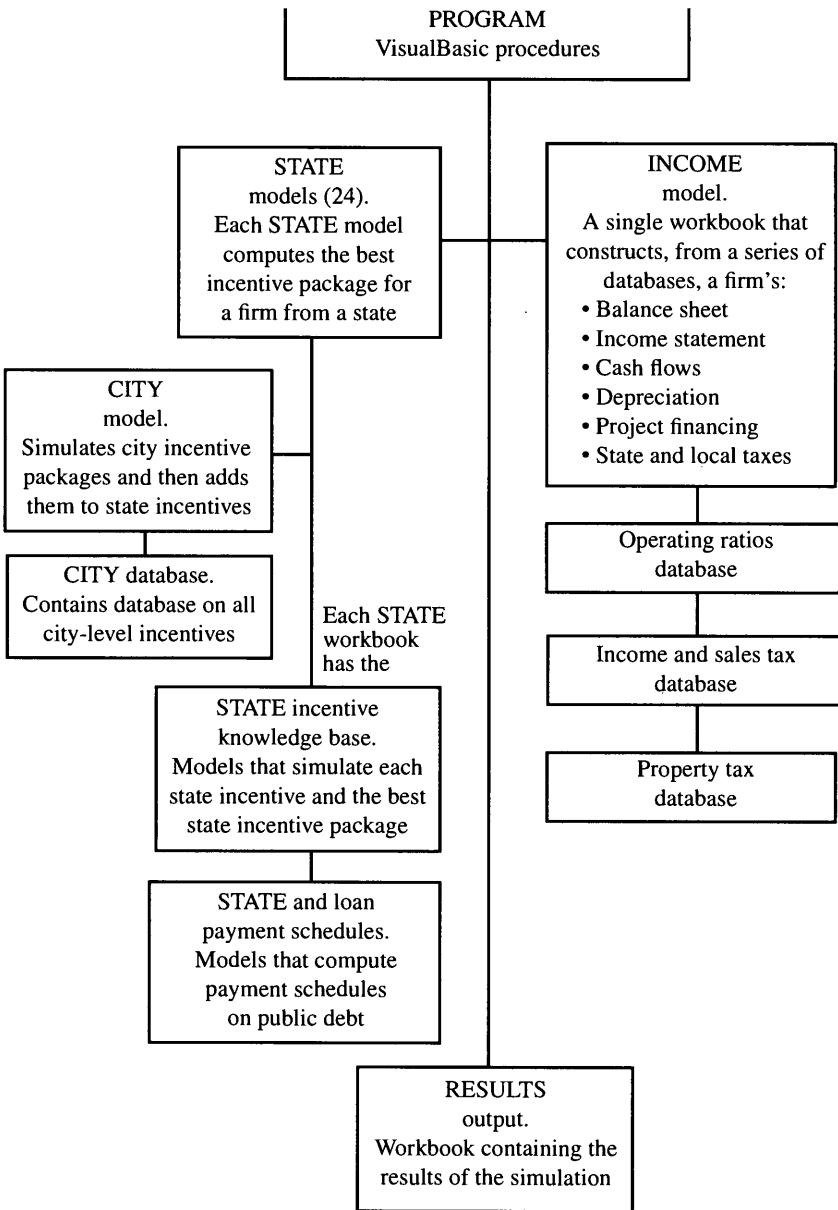 PROGRAM
VisualBasic procedures
STATE
models (24).
Each STATE model
computes the best
incentive package for
a firm from a state
INCOME
model.
A single workbook that
constructs, from a series of
databases, a firm's:
• Balance sheet
• Income statement
• Cash flows
• Depreciation
• Project financing
• State and local taxes
CITY
model.
Simulates city incentive
packages and then adds
them to state incentives
CITY database.
Contains database on all
city-level incentives
Operating ratios
database
Income and sales tax
database
Property tax
database
Each STATE
workbook
has the
STATE incentive
knowledge base.
Models that simulate each
state incentive and the best
state incentive package
STATE and loan
payment schedules.
Models that compute
payment schedules
on public debt
RESULTS
output.
Workbook containing the
results of the simulation